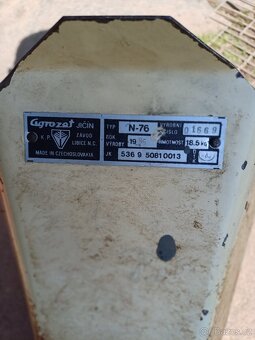 Agrozet JIČÍN
K.P. ZÁVOD
LIBICE N.C.
MADE IN CZECHOSLOVAKIA
TYP N-76
VÝROBNÍ
ČÍSLO 01669
ROK
VÝROBY 19
HMOTNOST 18.5 kg
JK 536 9 50810013